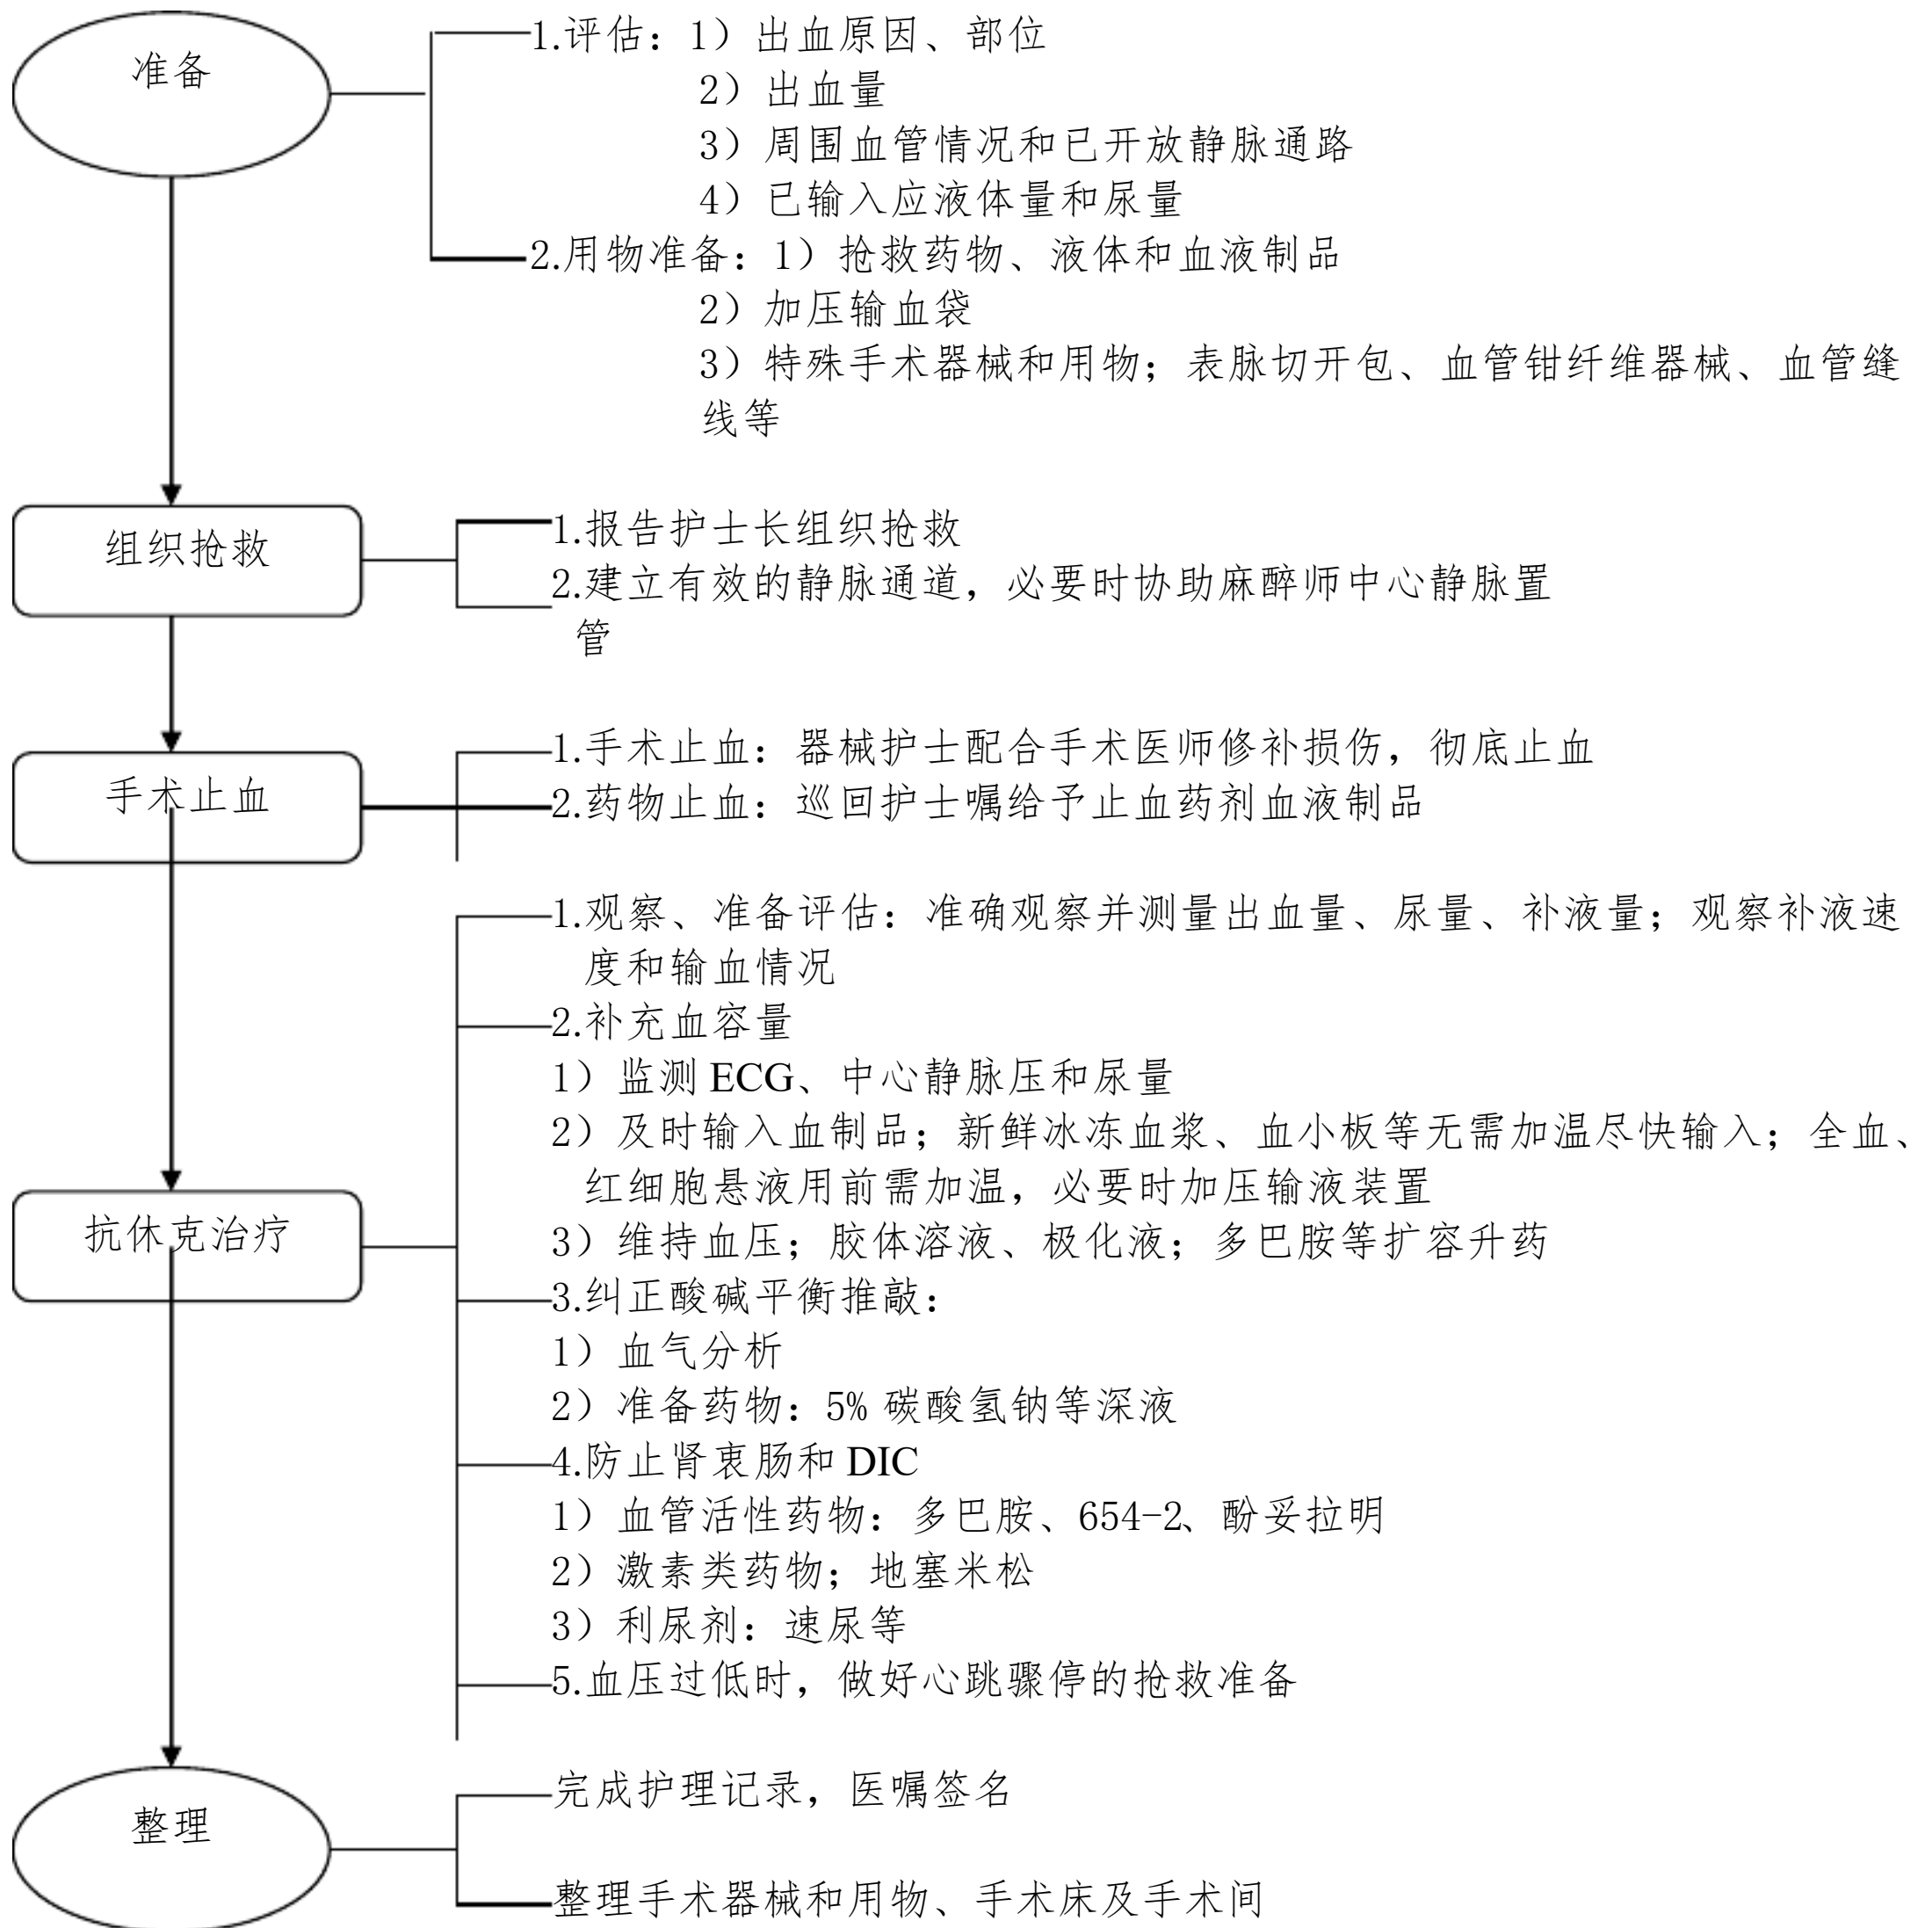 准备
1.评估：1）出血原因、部位
2）出血量
3）周围血管情况和已开放静脉通路
4）已输入应液体量和尿量
2.用物准备：1）抢救药物、液体和血液制品
2）加压输血袋
3）特殊手术器械和用物；表脉切开包、血管钳纤维器械、血管缝
线等
组织抢救
1.报告护士长组织抢救
2.建立有效的静脉通道，必要时协助麻醉师中心静脉置
管
手术止血
1.手术止血：器械护士配合手术医师修补损伤，彻底止血
2.药物止血：巡回护士嘱给予止血药剂血液制品
抗休克治疗
1.观察、准备评估：准确观察并测量出血量、尿量、补液量；观察补液速
度和输血情况
2.补充血容量
1）监测 ECG、中心静脉压和尿量
2）及时输入血制品；新鲜冰冻血浆、血小板等无需加温尽快输入；全血、
红细胞悬液用前需加温，必要时加压输液装置
3）维持血压；胶体溶液、极化液；多巴胺等扩容升药
3.纠正酸碱平衡推敲：
1）血气分析
2）准备药物：5% 碳酸氢钠等深液
4.防止肾衷肠和 DIC
1）血管活性药物：多巴胺、654-2、酚妥拉明
2）激素类药物；地塞米松
3）利尿剂：速尿等
5.血压过低时，做好心跳骤停的抢救准备
整理
完成护理记录，医嘱签名
整理手术器械和用物、手术床及手术间